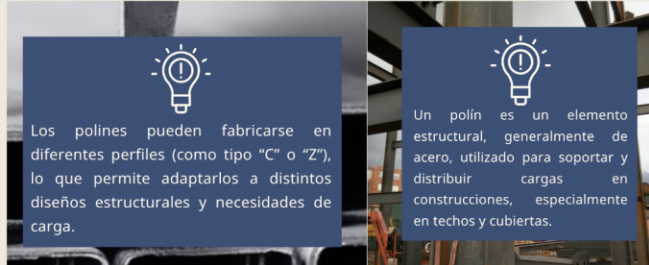 Los polines pueden fabricarse en
diferentes perfiles (como tipo “C” o “Z”),
lo que permite adaptarlos a distintos
diseños estructurales y necesidades de
carga.
Un polín es un elemento
estructural, generalmente de
acero, utilizado para soportar y
distribuir cargas en
construcciones, especialmente
en techos y cubiertas.